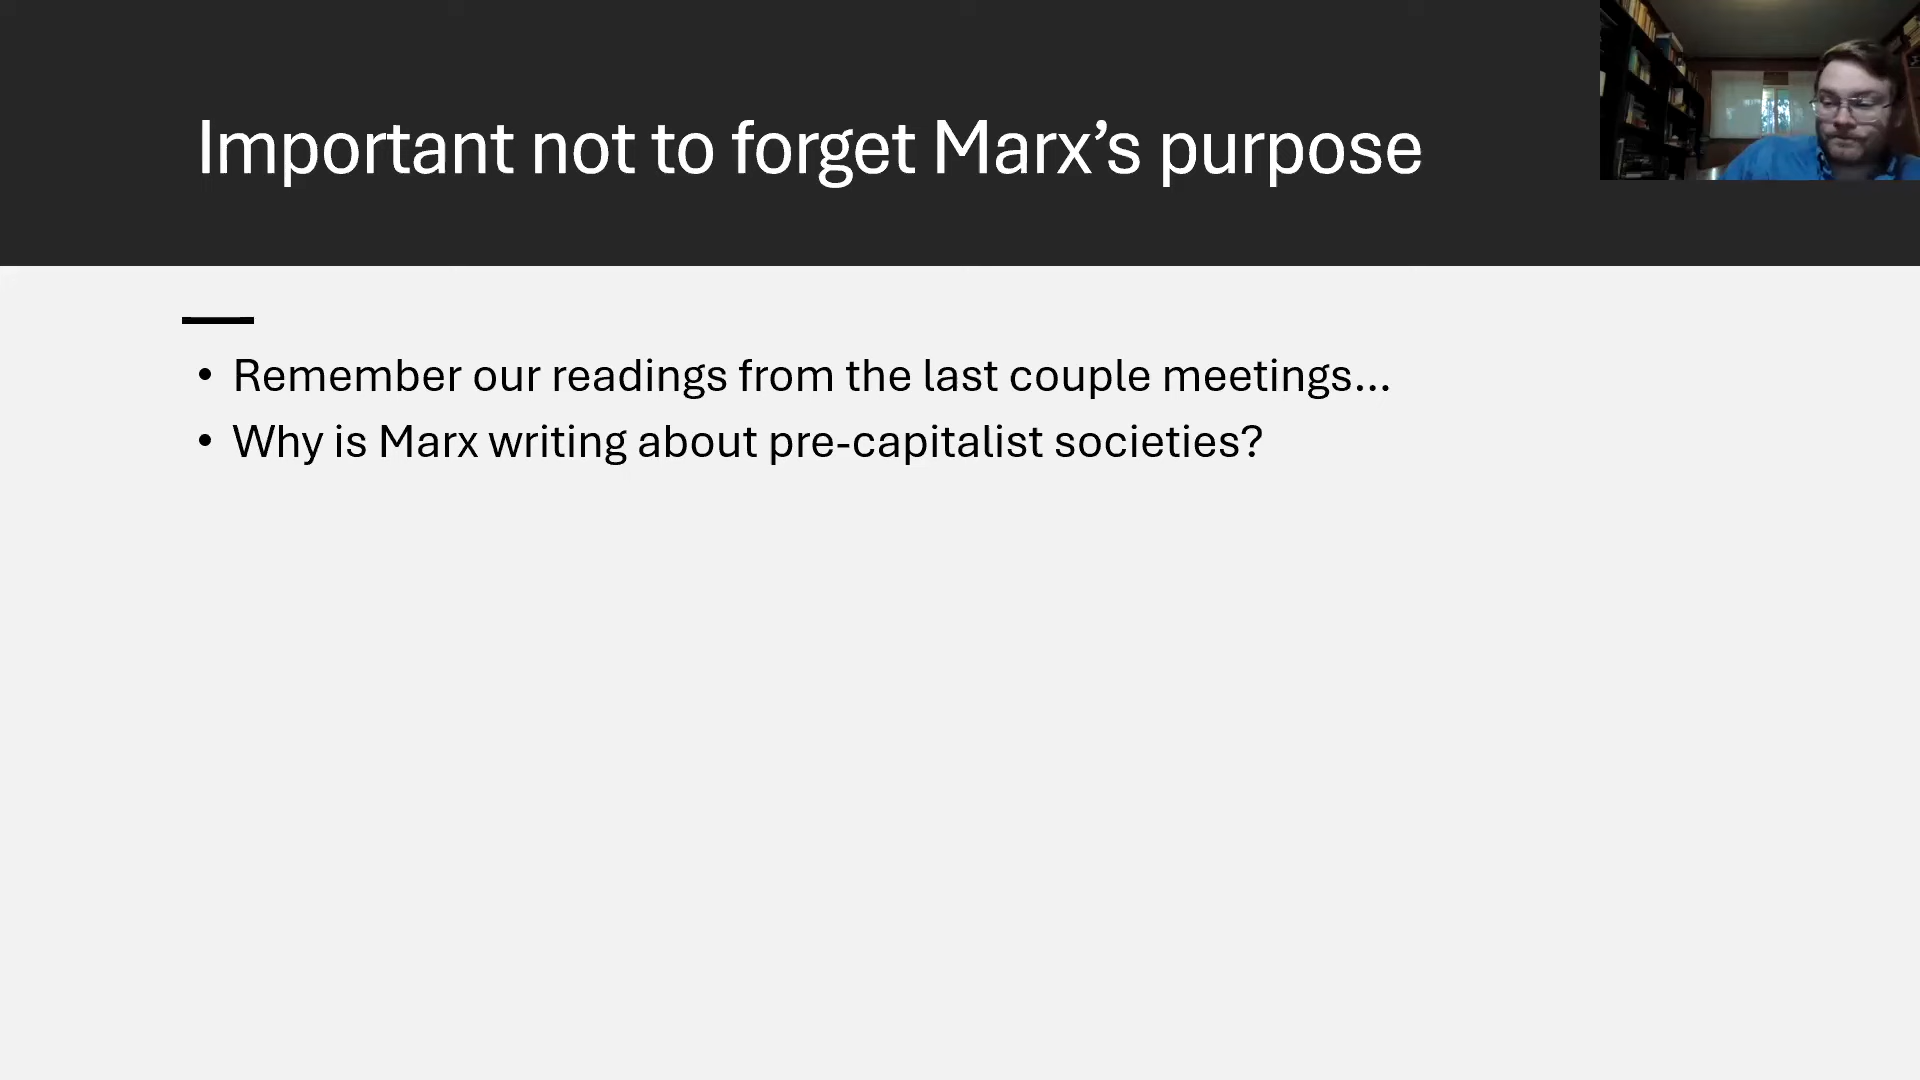 Important not to forget Marx’s purpose
• Remember our readings from the last couple meetings…
• Why is Marx writing about pre-capitalist societies?